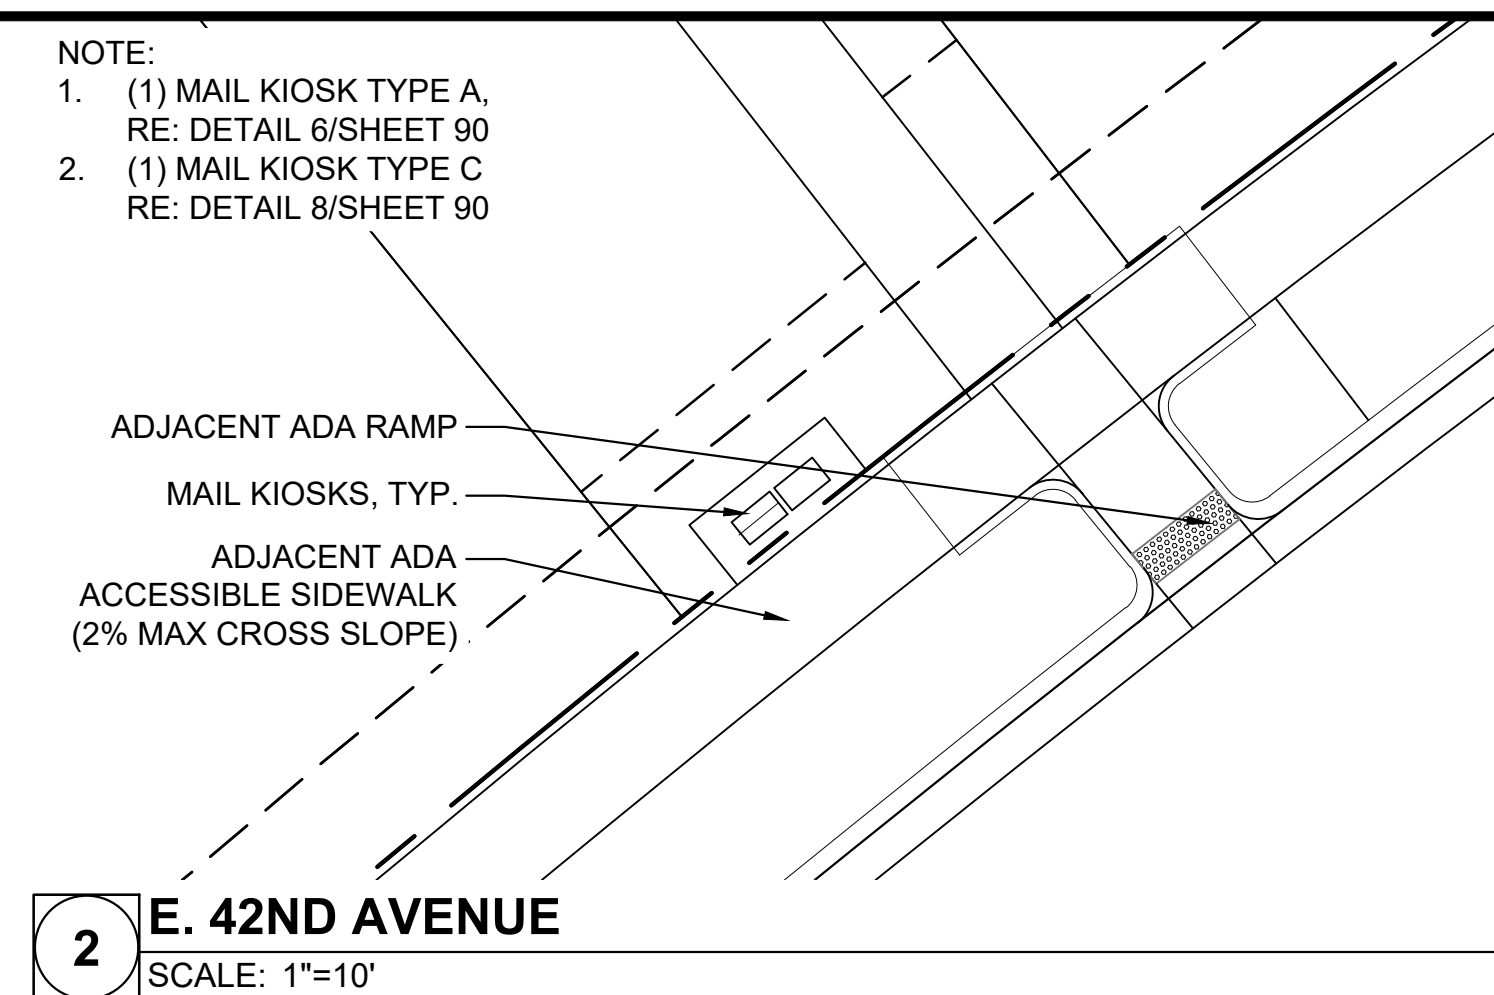 NOTE:
1. (1) MAIL KIOSK TYPE A,
RE: DETAIL 6/SHEET 90
2. (1) MAIL KIOSK TYPE C
RE: DETAIL 8/SHEET 90
ADJACENT ADA RAMP
MAIL KIOSKS, TYP.
ADJACENT ADA
ACCESSIBLE SIDEWALK
(2% MAX CROSS SLOPE)
2
E. 42ND AVENUE
SCALE: 1"=10'